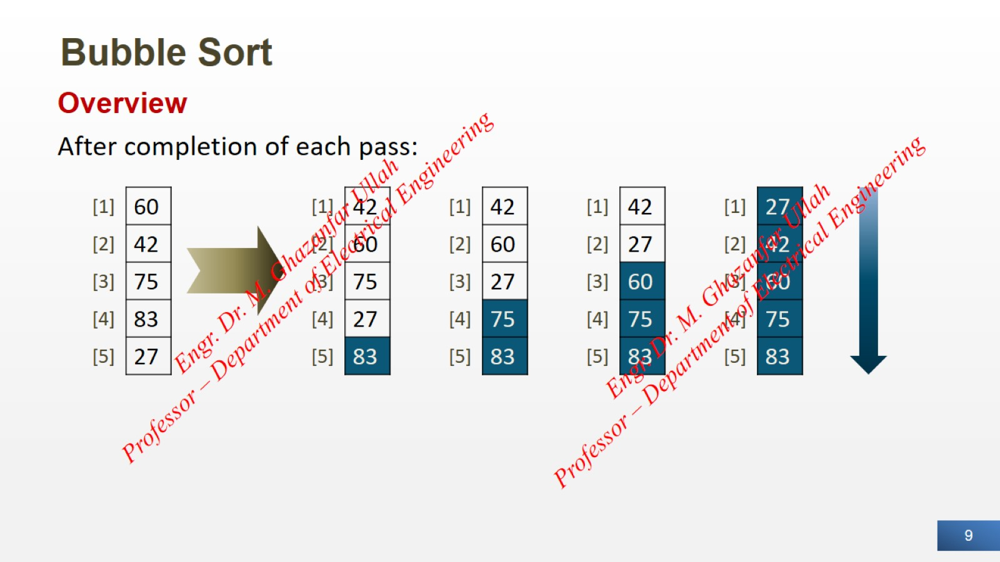 Bubble Sort
Overview
After completion of each pass:
[1] 60 [1] 42 [1] 42 [1] 42 [1] 27
[2] 42 [2] 60 [2] 60 [2] 27 [2] 42
[3] 75 [3] 75 [3] 27 [3] 60 [3] 60
[4] 83 [4] 27 [4] 75 [4] 75 [4] 75
[5] 27 [5] 83 [5] 83 [5] 83 [5] 83
Engr. Dr. M. Ghazanfar Ullah
Professor – Department of Electrical Engineering
Engr. Dr. M. Ghazanfar Ullah
Professor – Department of Electrical Engineering
9